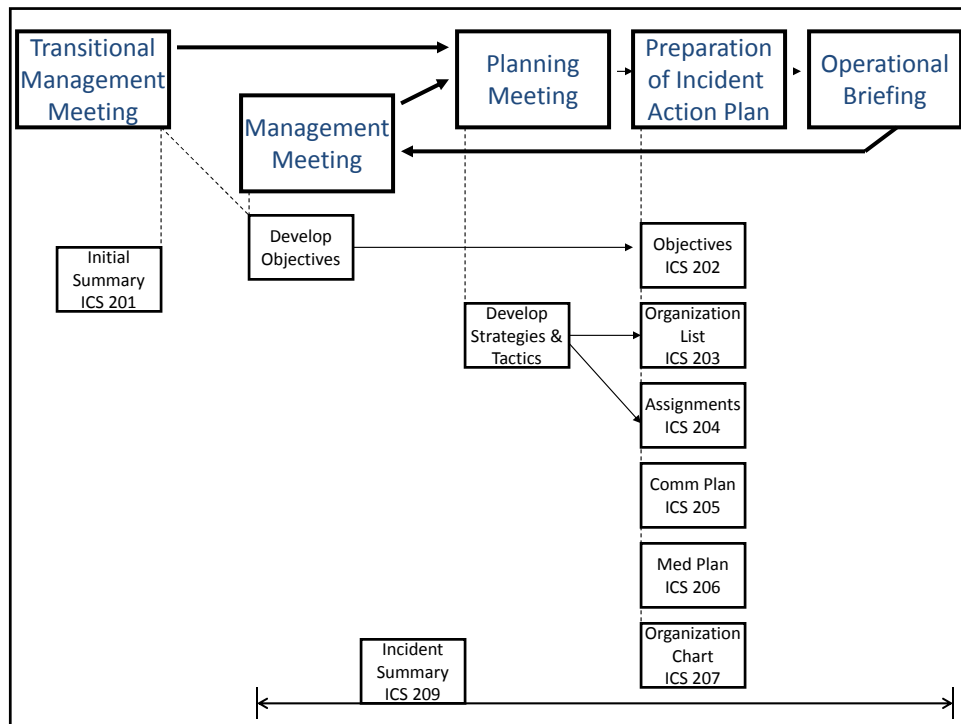 Transitional
Management
Meeting
Planning
Meeting
Preparation
of Incident
Action Plan
Operational
Briefing
Management
Meeting
Develop
Objectives
Initial
Summary
ICS 201
Objectives
ICS 202
Develop
Strategies &
Tactics
Organization
List
ICS 203
Assignments
ICS 204
Comm Plan
ICS 205
Med Plan
ICS 206
Organization
Chart
ICS 207
Incident
Summary
ICS 209